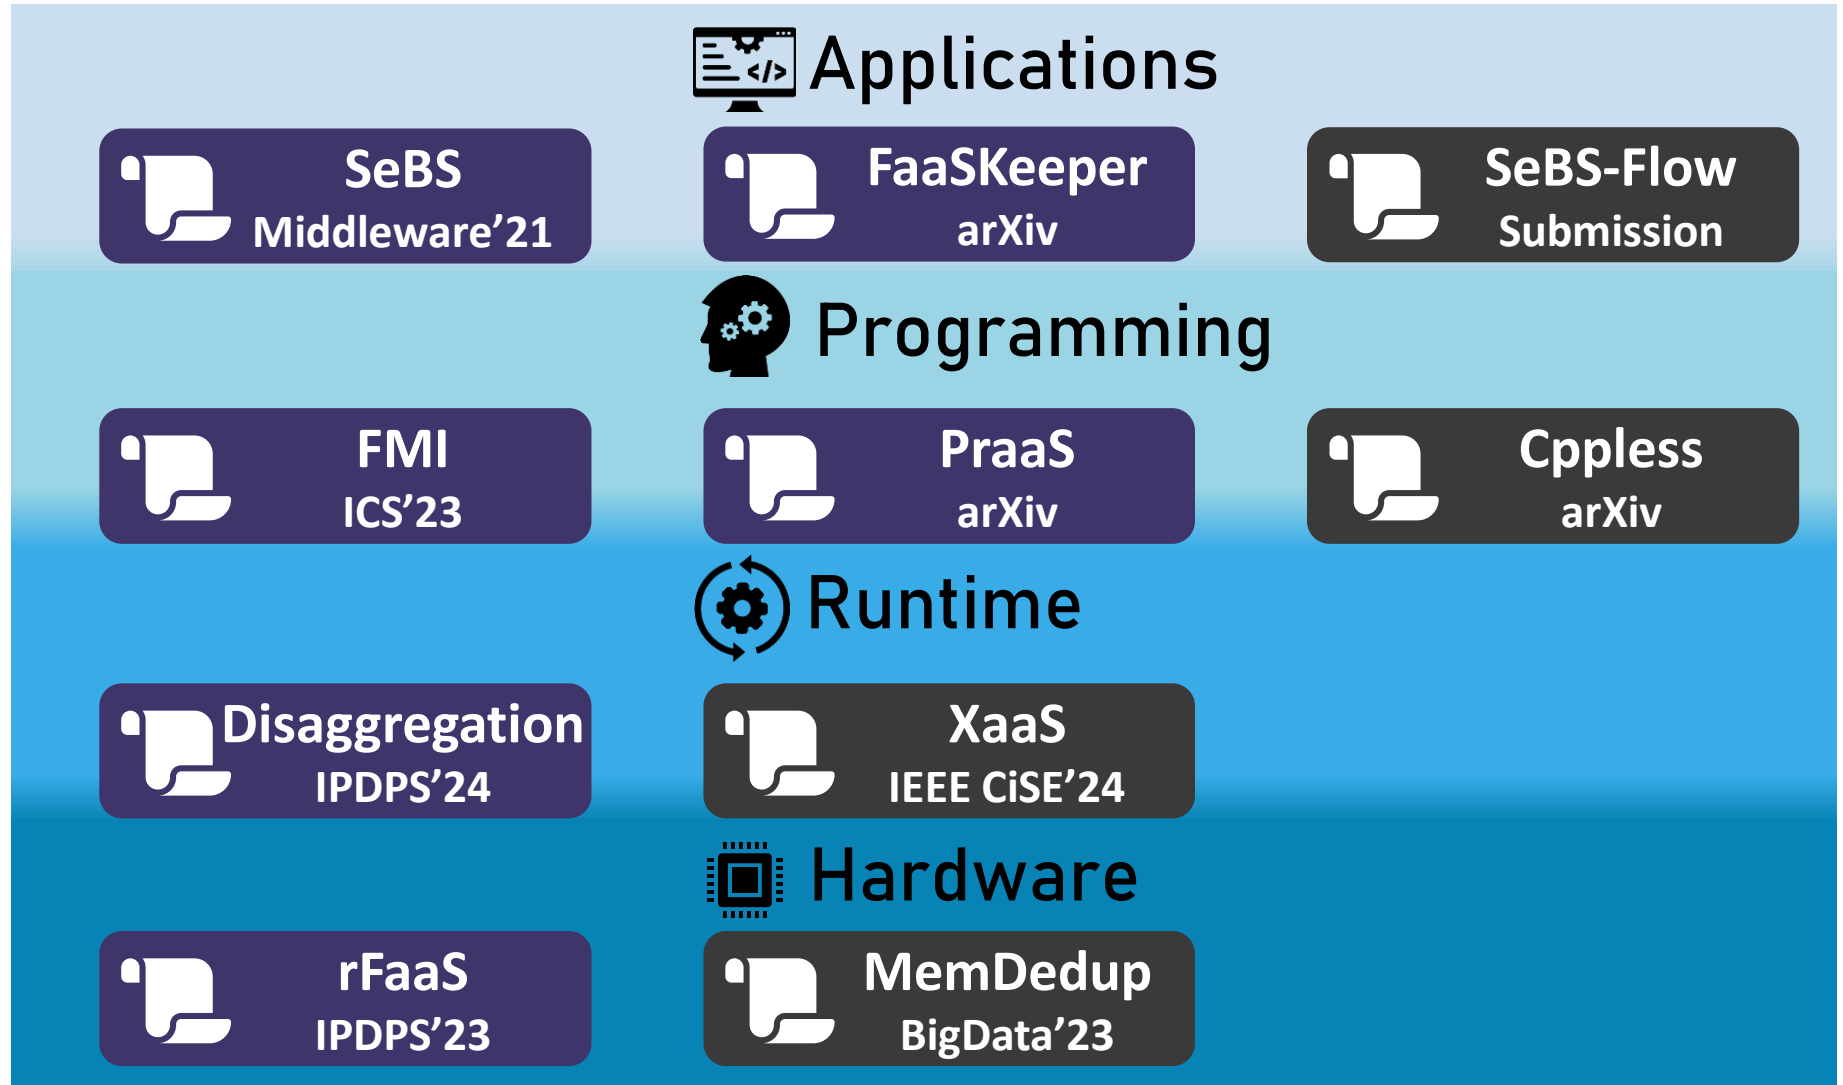 Applications
SeBS
Middleware’21
FaaSKeeper
arXiv
SeBS-Flow
Submission
Programming
FMI
ICS’23
PraaS
arXiv
Cppless
arXiv
Runtime
Disaggregation
IPDPS’24
XaaS
IEEE CiSE’24
Hardware
rFaaS
IPDPS’23
MemDedup
BigData’23